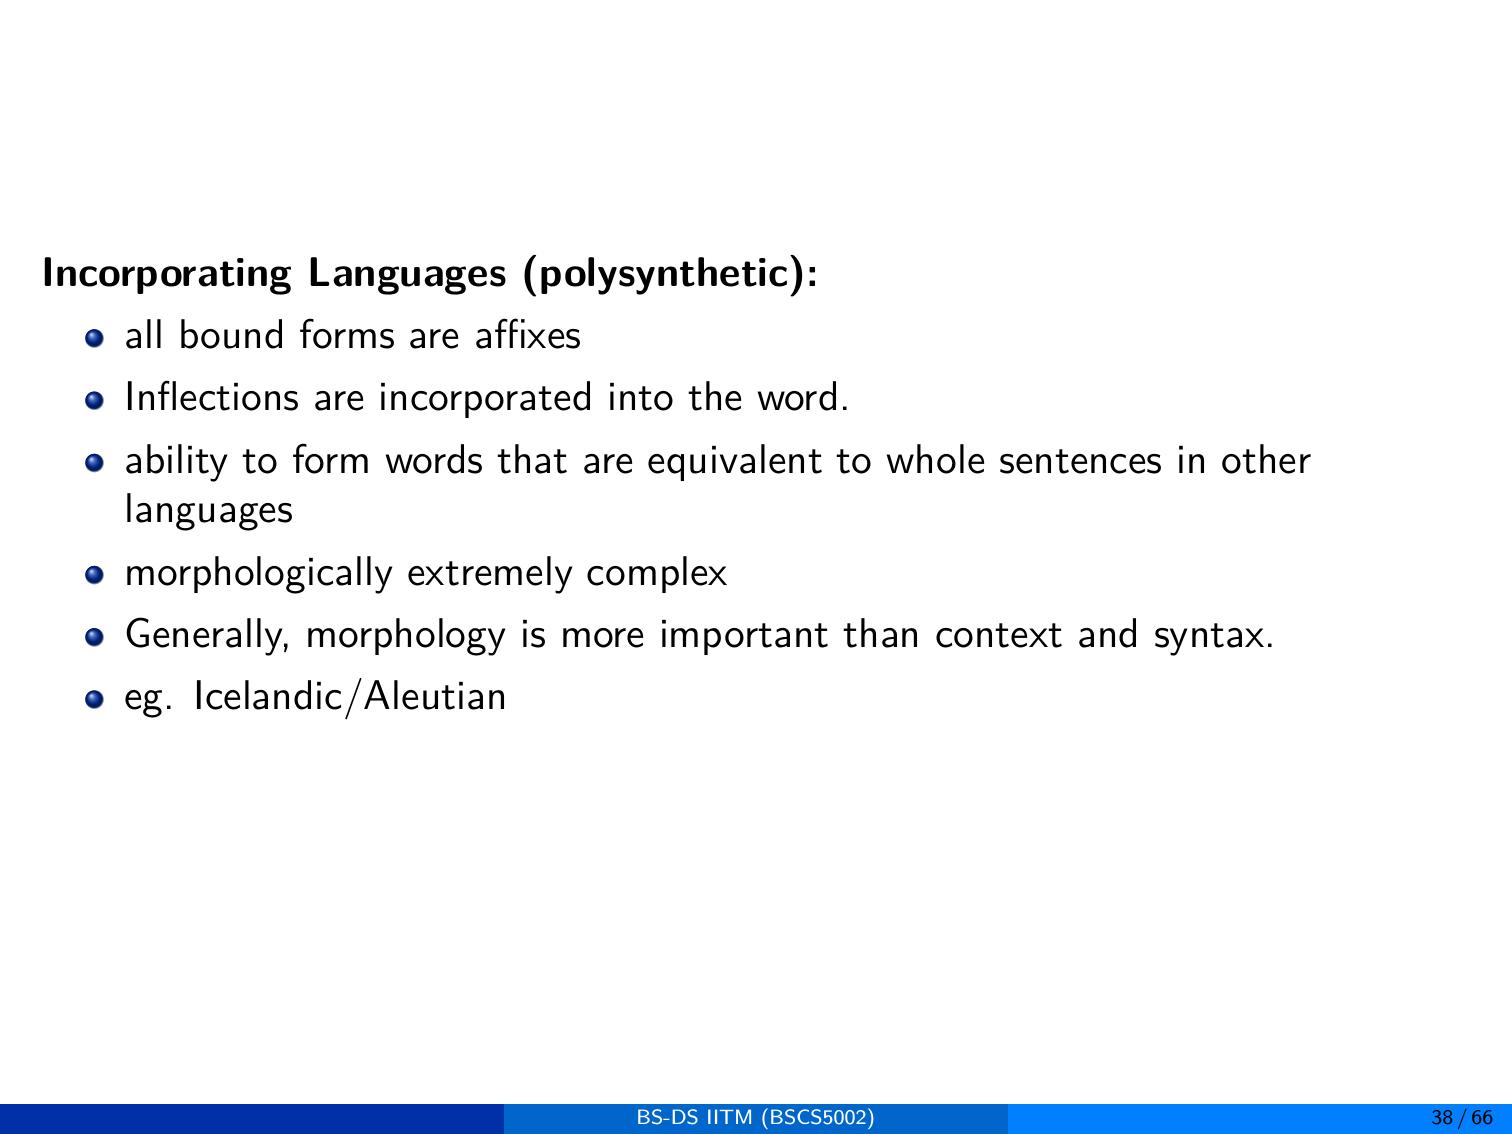 Incorporating Languages (polysynthetic):
all bound forms are affixes
Inflections are incorporated into the word.
ability to form words that are equivalent to whole sentences in other
languages
morphologically extremely complex
Generally, morphology is more important than context and syntax.
eg. Icelandic/Aleutian
BS-DS IITM (BSCS5002)
38 / 66